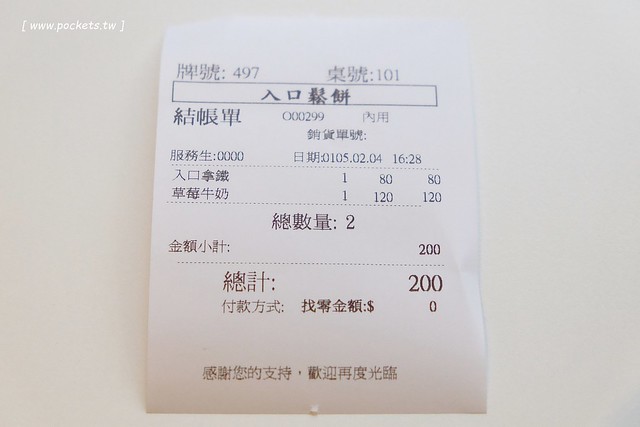 [ www.pockets.tw ]
牌號: 497 桌號:101
入口鬆餅
結帳單 O00299 內用
銷貨單號:
服務生:0000 日期:0105.02.04 16:28
入口拿鐵 1 80 80
草莓牛奶 1 120 120
總數量: 2
金額小計: 200
總計: 200
付款方式: 找零金額:$ 0
感謝您的支持，歡迎再度光臨